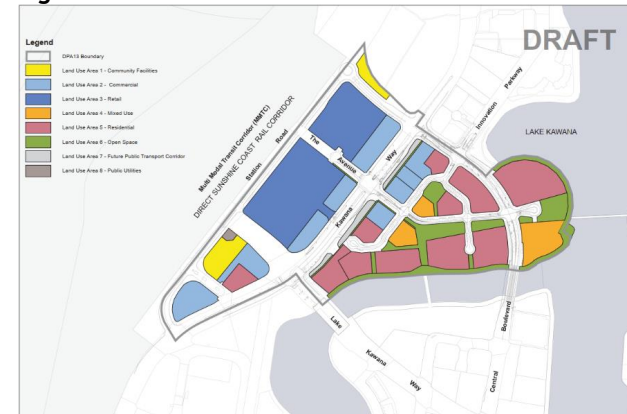 DRAFT
Legend
DPA13 Boundary
Land Use Area 1 - Community Facilities
Land Use Area 2 - Commercial
Land Use Area 3 - Retail
Land Use Area 4 - Mixed Use
Land Use Area 5 - Residential
Land Use Area 6 - Open Space
Land Use Area 7 - Future Public Transport Corridor
Land Use Area 8 - Public Utilities
Multi Modal Transit Corridor (MMTC)
DIRECT SUNSHINE COAST RAIL CORRIDOR
Station Road
The Avenue
Kawana Way
Innovation Parkway
LAKE KAWANA
Lake Kawana Way
Central Boulevard